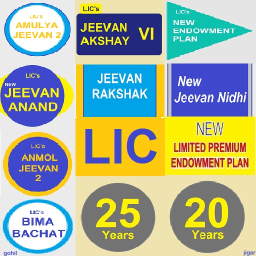 LIC's
AMULYA
JEEVAN 2
LIC's
JEEVAN
AKSHAY VI
LIC's
NEW
ENDOWMENT
PLAN
LIC's
NEW
JEEVAN
ANAND
JEEVAN
RAKSHAK
New
Jeevan Nidhi
LIC's
ANMOL
JEEVAN
2
LIC
NEW
LIMITED PREMIUM
ENDOWMENT PLAN
LIC's
BIMA
BACHAT
25
Years
20
Years
gohil
jigar